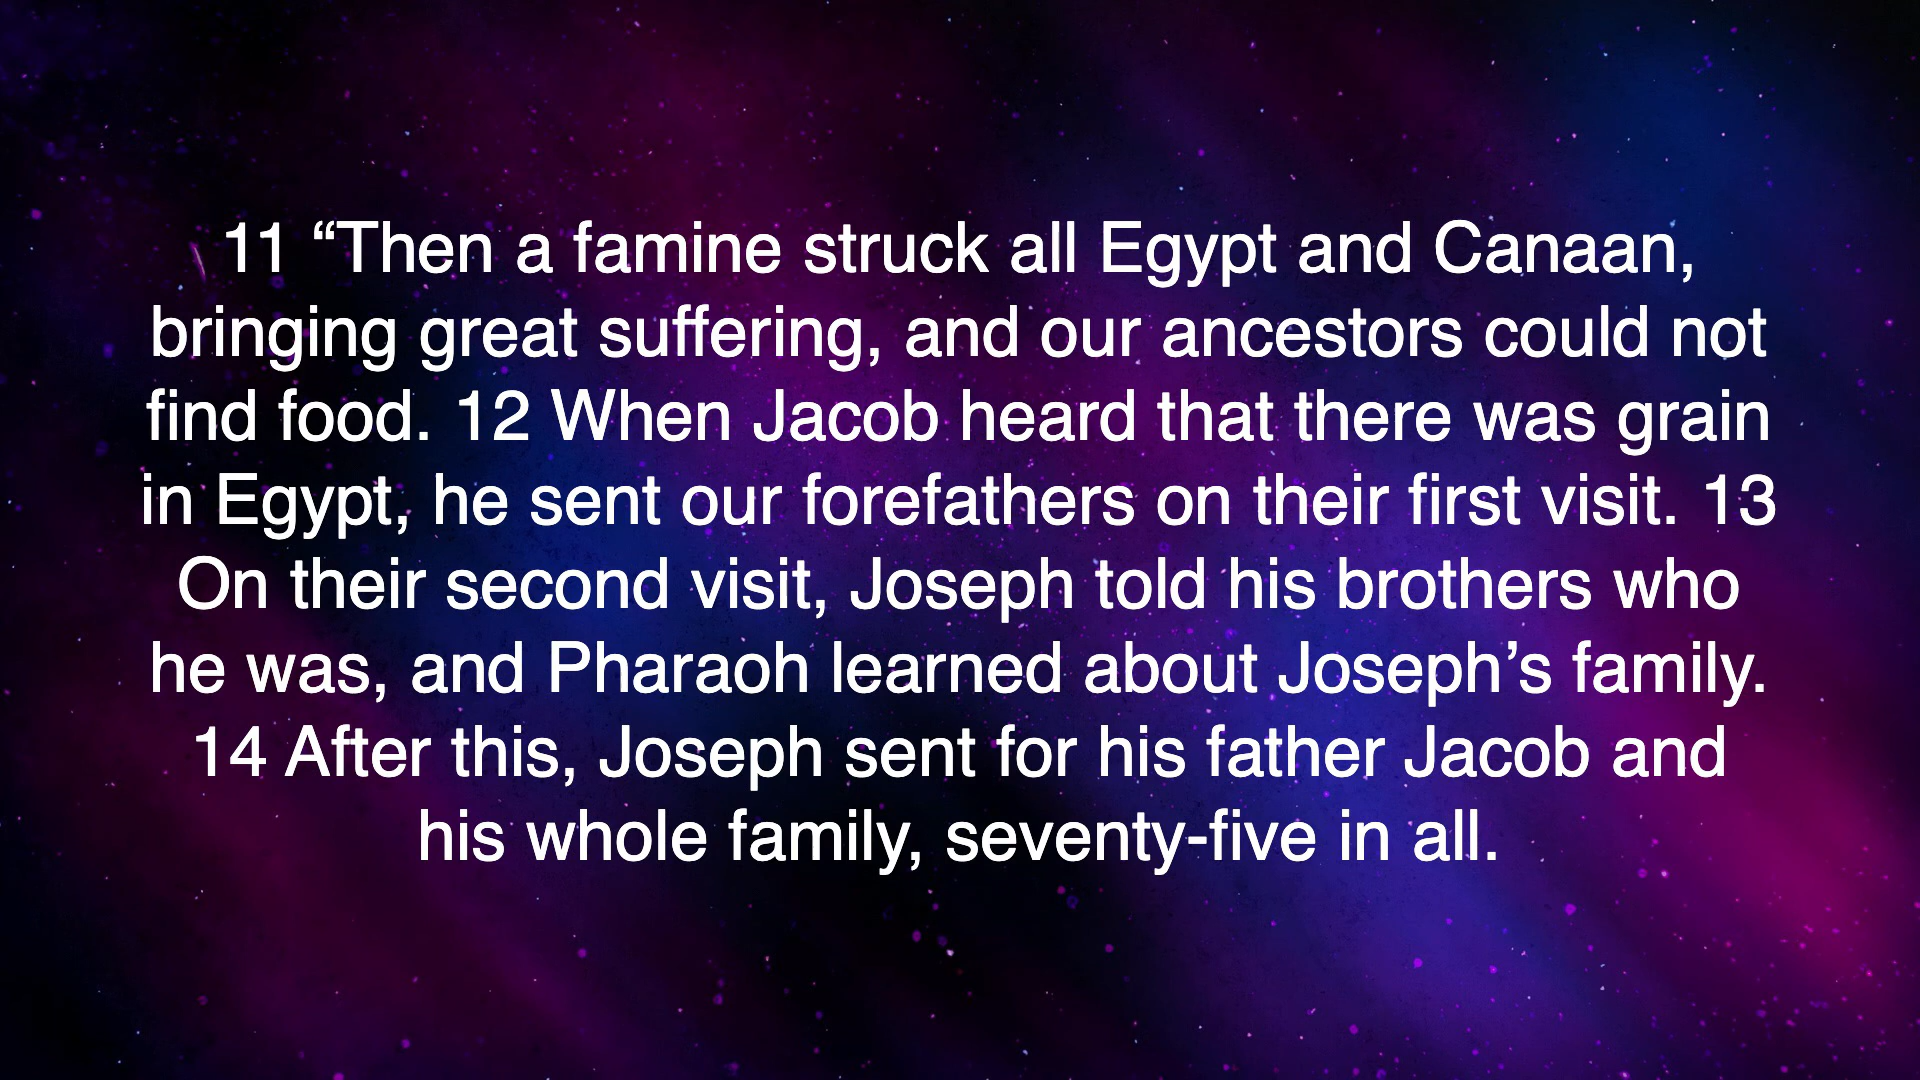 11 “Then a famine struck all Egypt and Canaan,
bringing great suffering, and our ancestors could not
find food. 12 When Jacob heard that there was grain
in Egypt, he sent our forefathers on their first visit. 13
On their second visit, Joseph told his brothers who
he was, and Pharaoh learned about Joseph’s family.
14 After this, Joseph sent for his father Jacob and
his whole family, seventy-five in all.